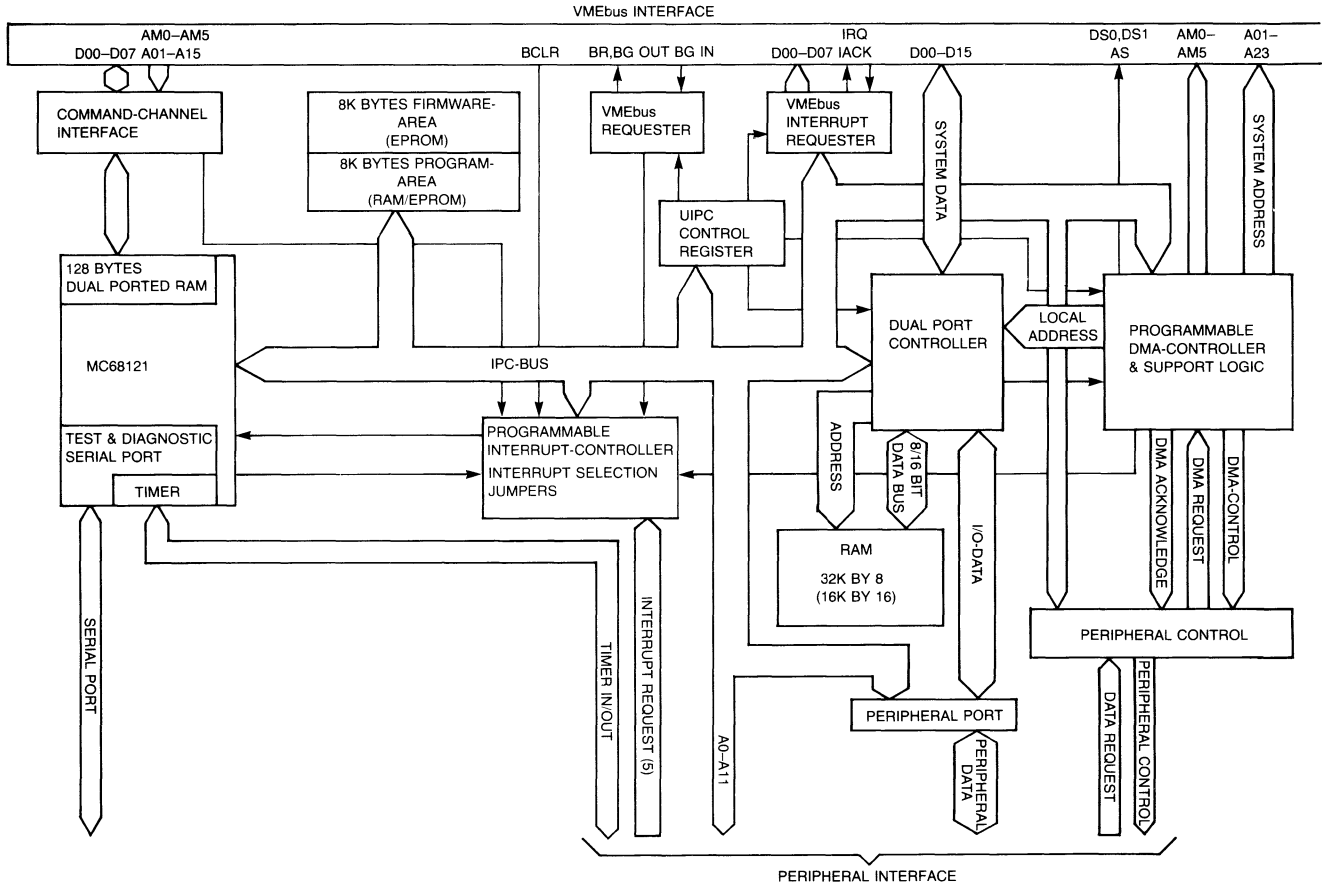 VMEbus INTERFACE
AM0–AM5
D00–D07 A01–A15
BCLR
BR,BG OUT BG IN
IRQ
D00–D07 IACK
D00–D15
DS0,DS1
AS
AM0–
AM5
A01–
A23
COMMAND-CHANNEL
INTERFACE
8K BYTES FIRMWARE-
AREA
(EPROM)
8K BYTES PROGRAM-
AREA
(RAM/EPROM)
VMEbus
REQUESTER
VMEbus
INTERRUPT
REQUESTER
SYSTEM DATA
SYSTEM ADDRESS
UIPC
CONTROL
REGISTER
128 BYTES
DUAL PORTED RAM
MC68121
TEST & DIAGNOSTIC
SERIAL PORT
TIMER
IPC-BUS
DUAL PORT
CONTROLLER
LOCAL
ADDRESS
PROGRAMMABLE
DMA-CONTROLLER
& SUPPORT LOGIC
PROGRAMMABLE
INTERRUPT-CONTROLLER
INTERRUPT SELECTION
JUMPERS
ADDRESS
8/16 BIT
DATA BUS
I/O-DATA
DMA ACKNOWLEDGE
DMA REQUEST
DMA-CONTROL
RAM
32K BY 8
(16K BY 16)
PERIPHERAL CONTROL
SERIAL PORT
TIMER IN/OUT
INTERRUPT REQUEST (5)
A0–A11
PERIPHERAL PORT
PERIPHERAL
DATA
DATA REQUEST
PERIPHERAL CONTROL
PERIPHERAL INTERFACE